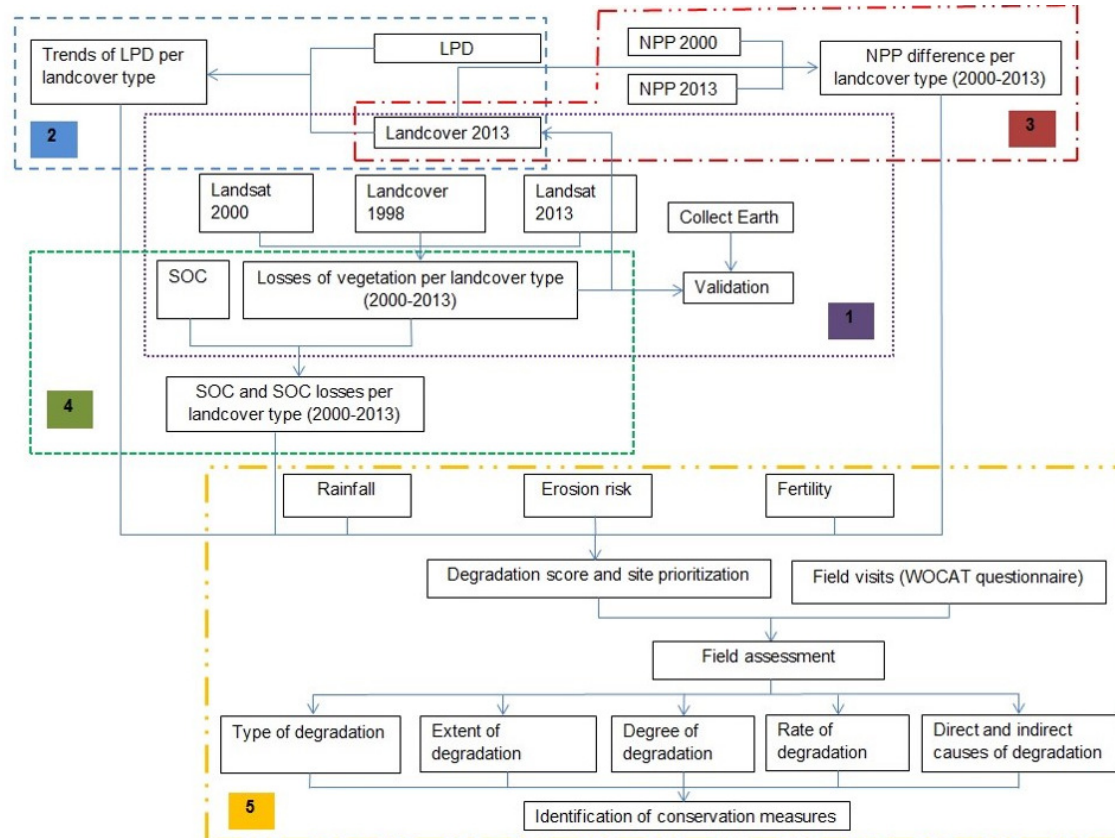 Trends of LPD per
landcover type
LPD
NPP 2000
NPP 2013
NPP difference per
landcover type (2000-2013)
2
Landcover 2013
3
Landsat
2000
Landcover
1998
Landsat
2013
Collect Earth
SOC
Losses of vegetation per landcover type
(2000-2013)
Validation
1
SOC and SOC losses per
landcover type (2000-2013)
4
Rainfall
Erosion risk
Fertility
Degradation score and site prioritization
Field visits (WOCAT questionnaire)
Field assessment
Type of degradation
Extent of
degradation
Degree of
degradation
Rate of
degradation
Direct and indirect
causes of degradation
5
Identification of conservation measures